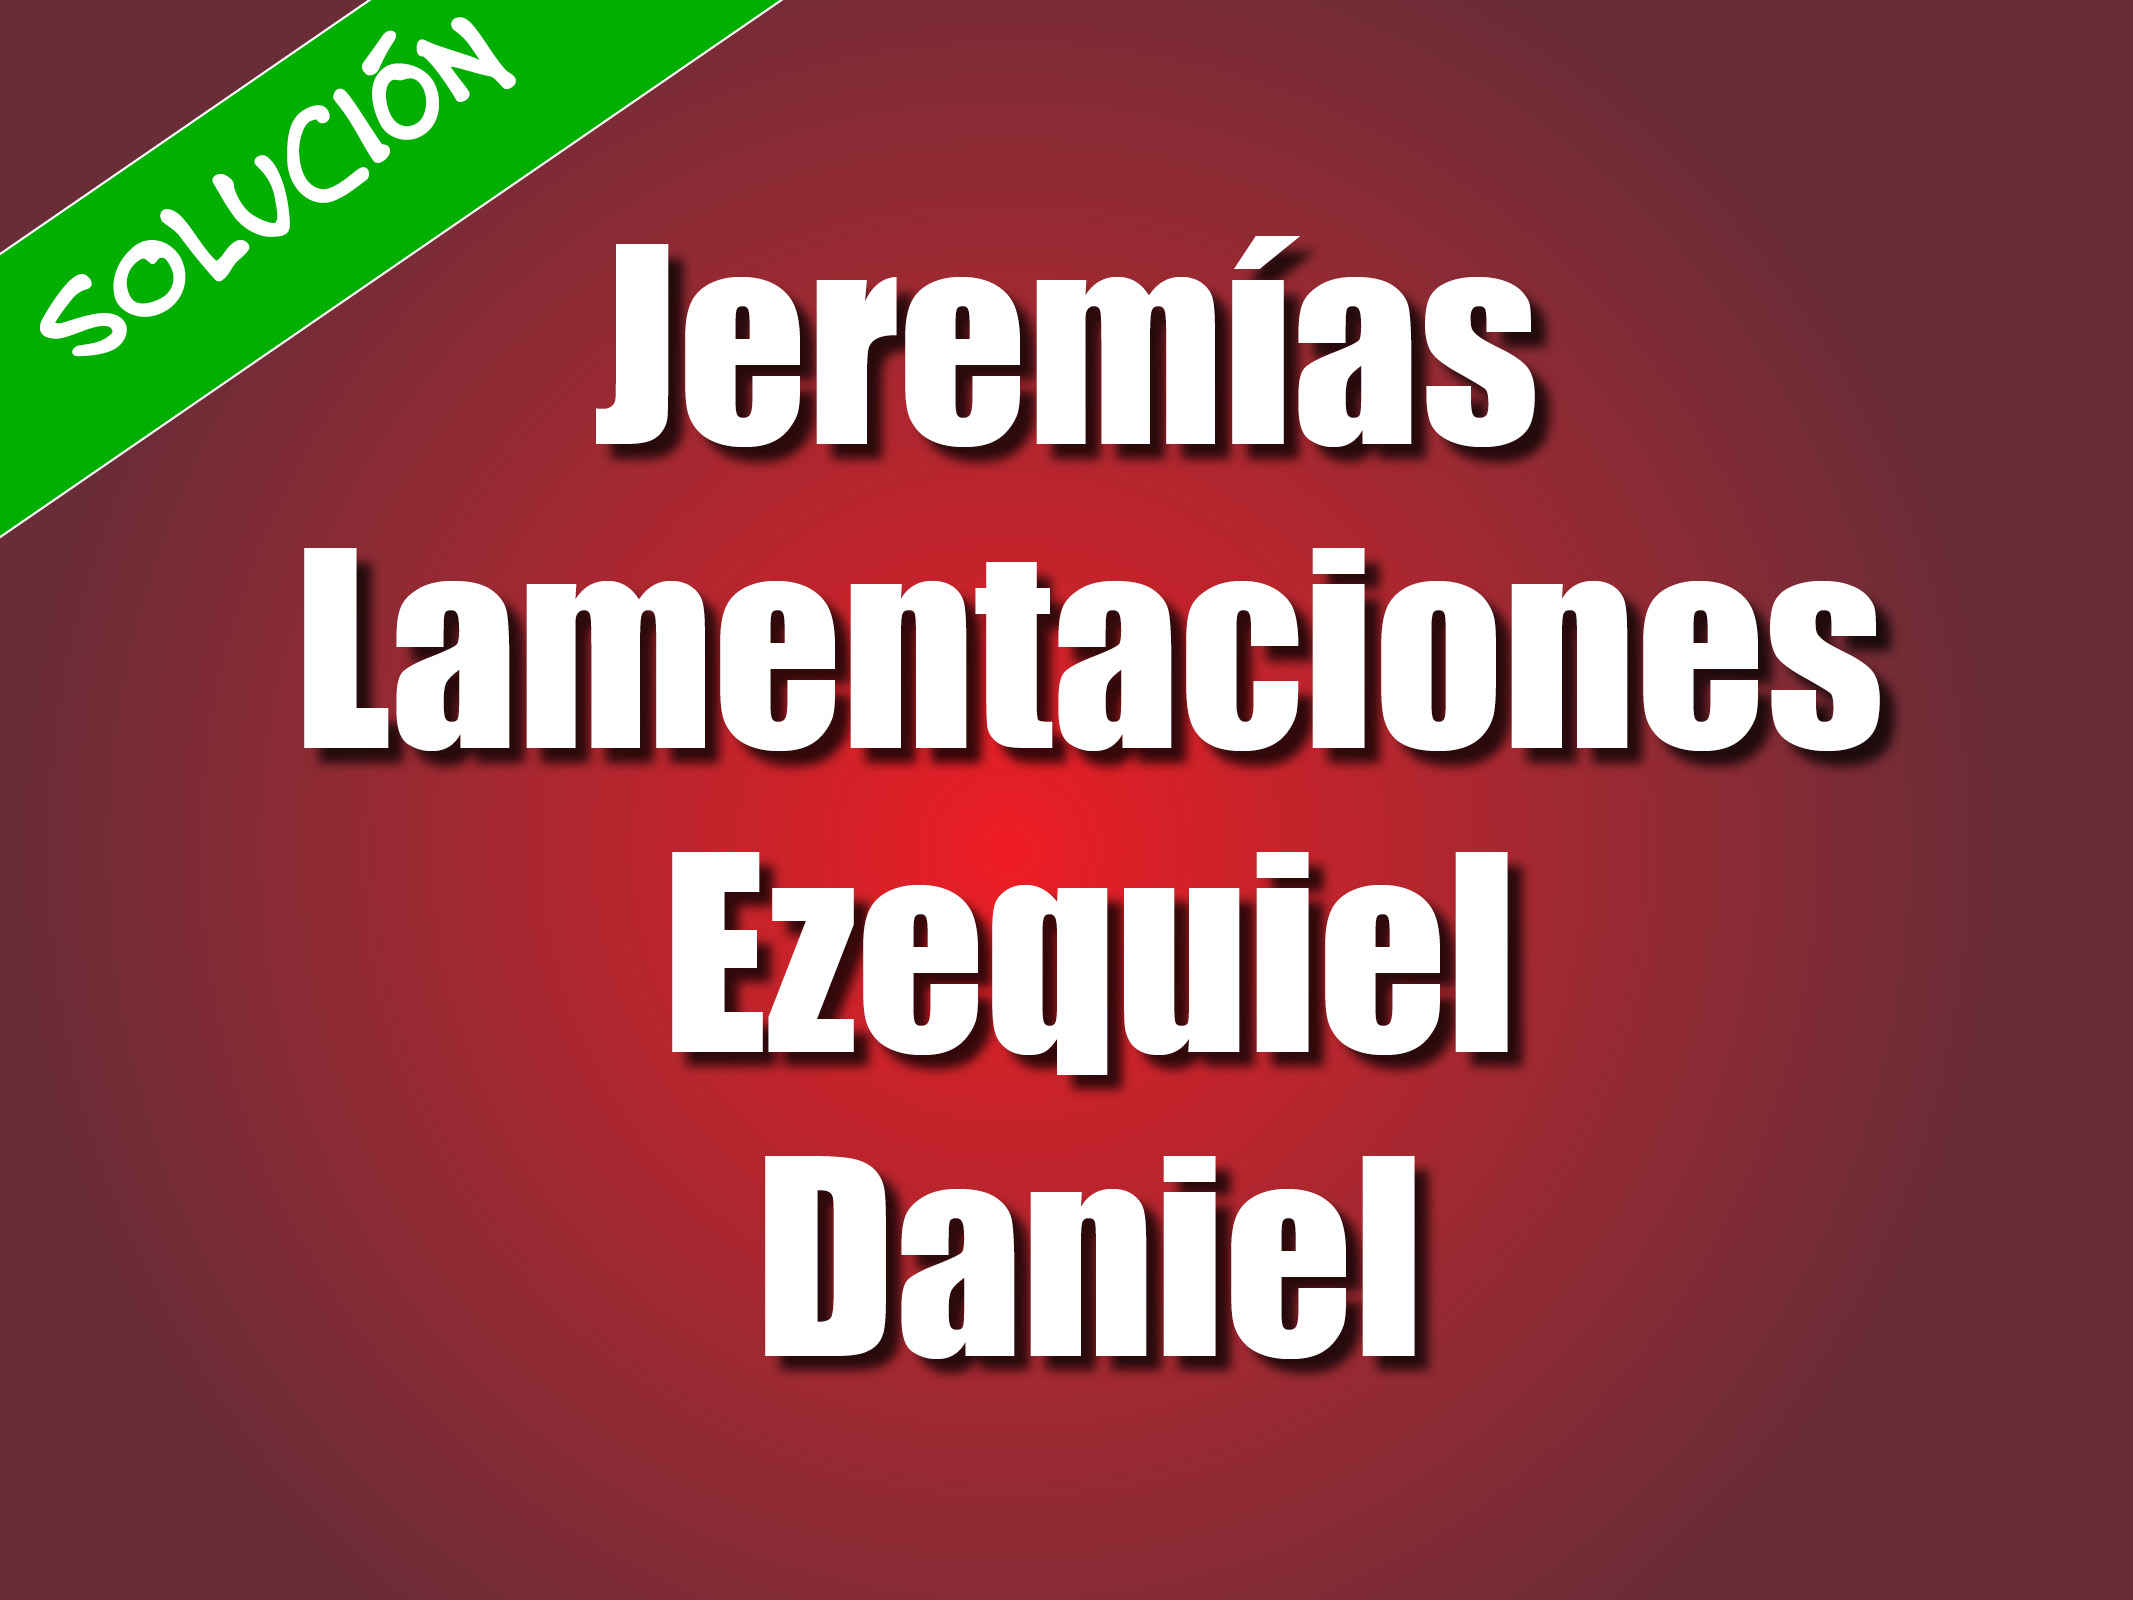 SOLUCIÓN
Jeremías
Lamentaciones
Ezequiel
Daniel